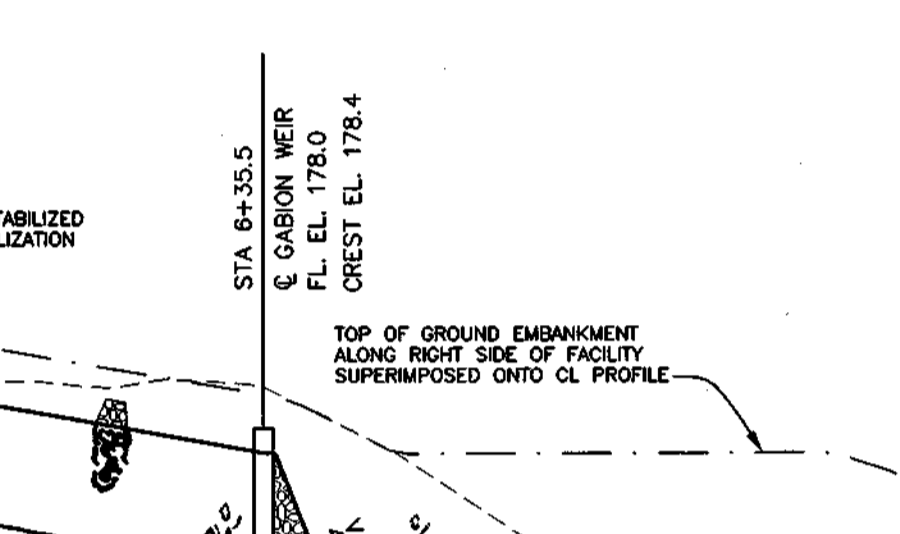 TABILIZED
LIZATION
STA 6+35.5
℄ GABION WEIR
FL. EL. 178.0
CREST EL. 178.4
TOP OF GROUND EMBANKMENT
ALONG RIGHT SIDE OF FACILITY
SUPERIMPOSED ONTO CL PROFILE